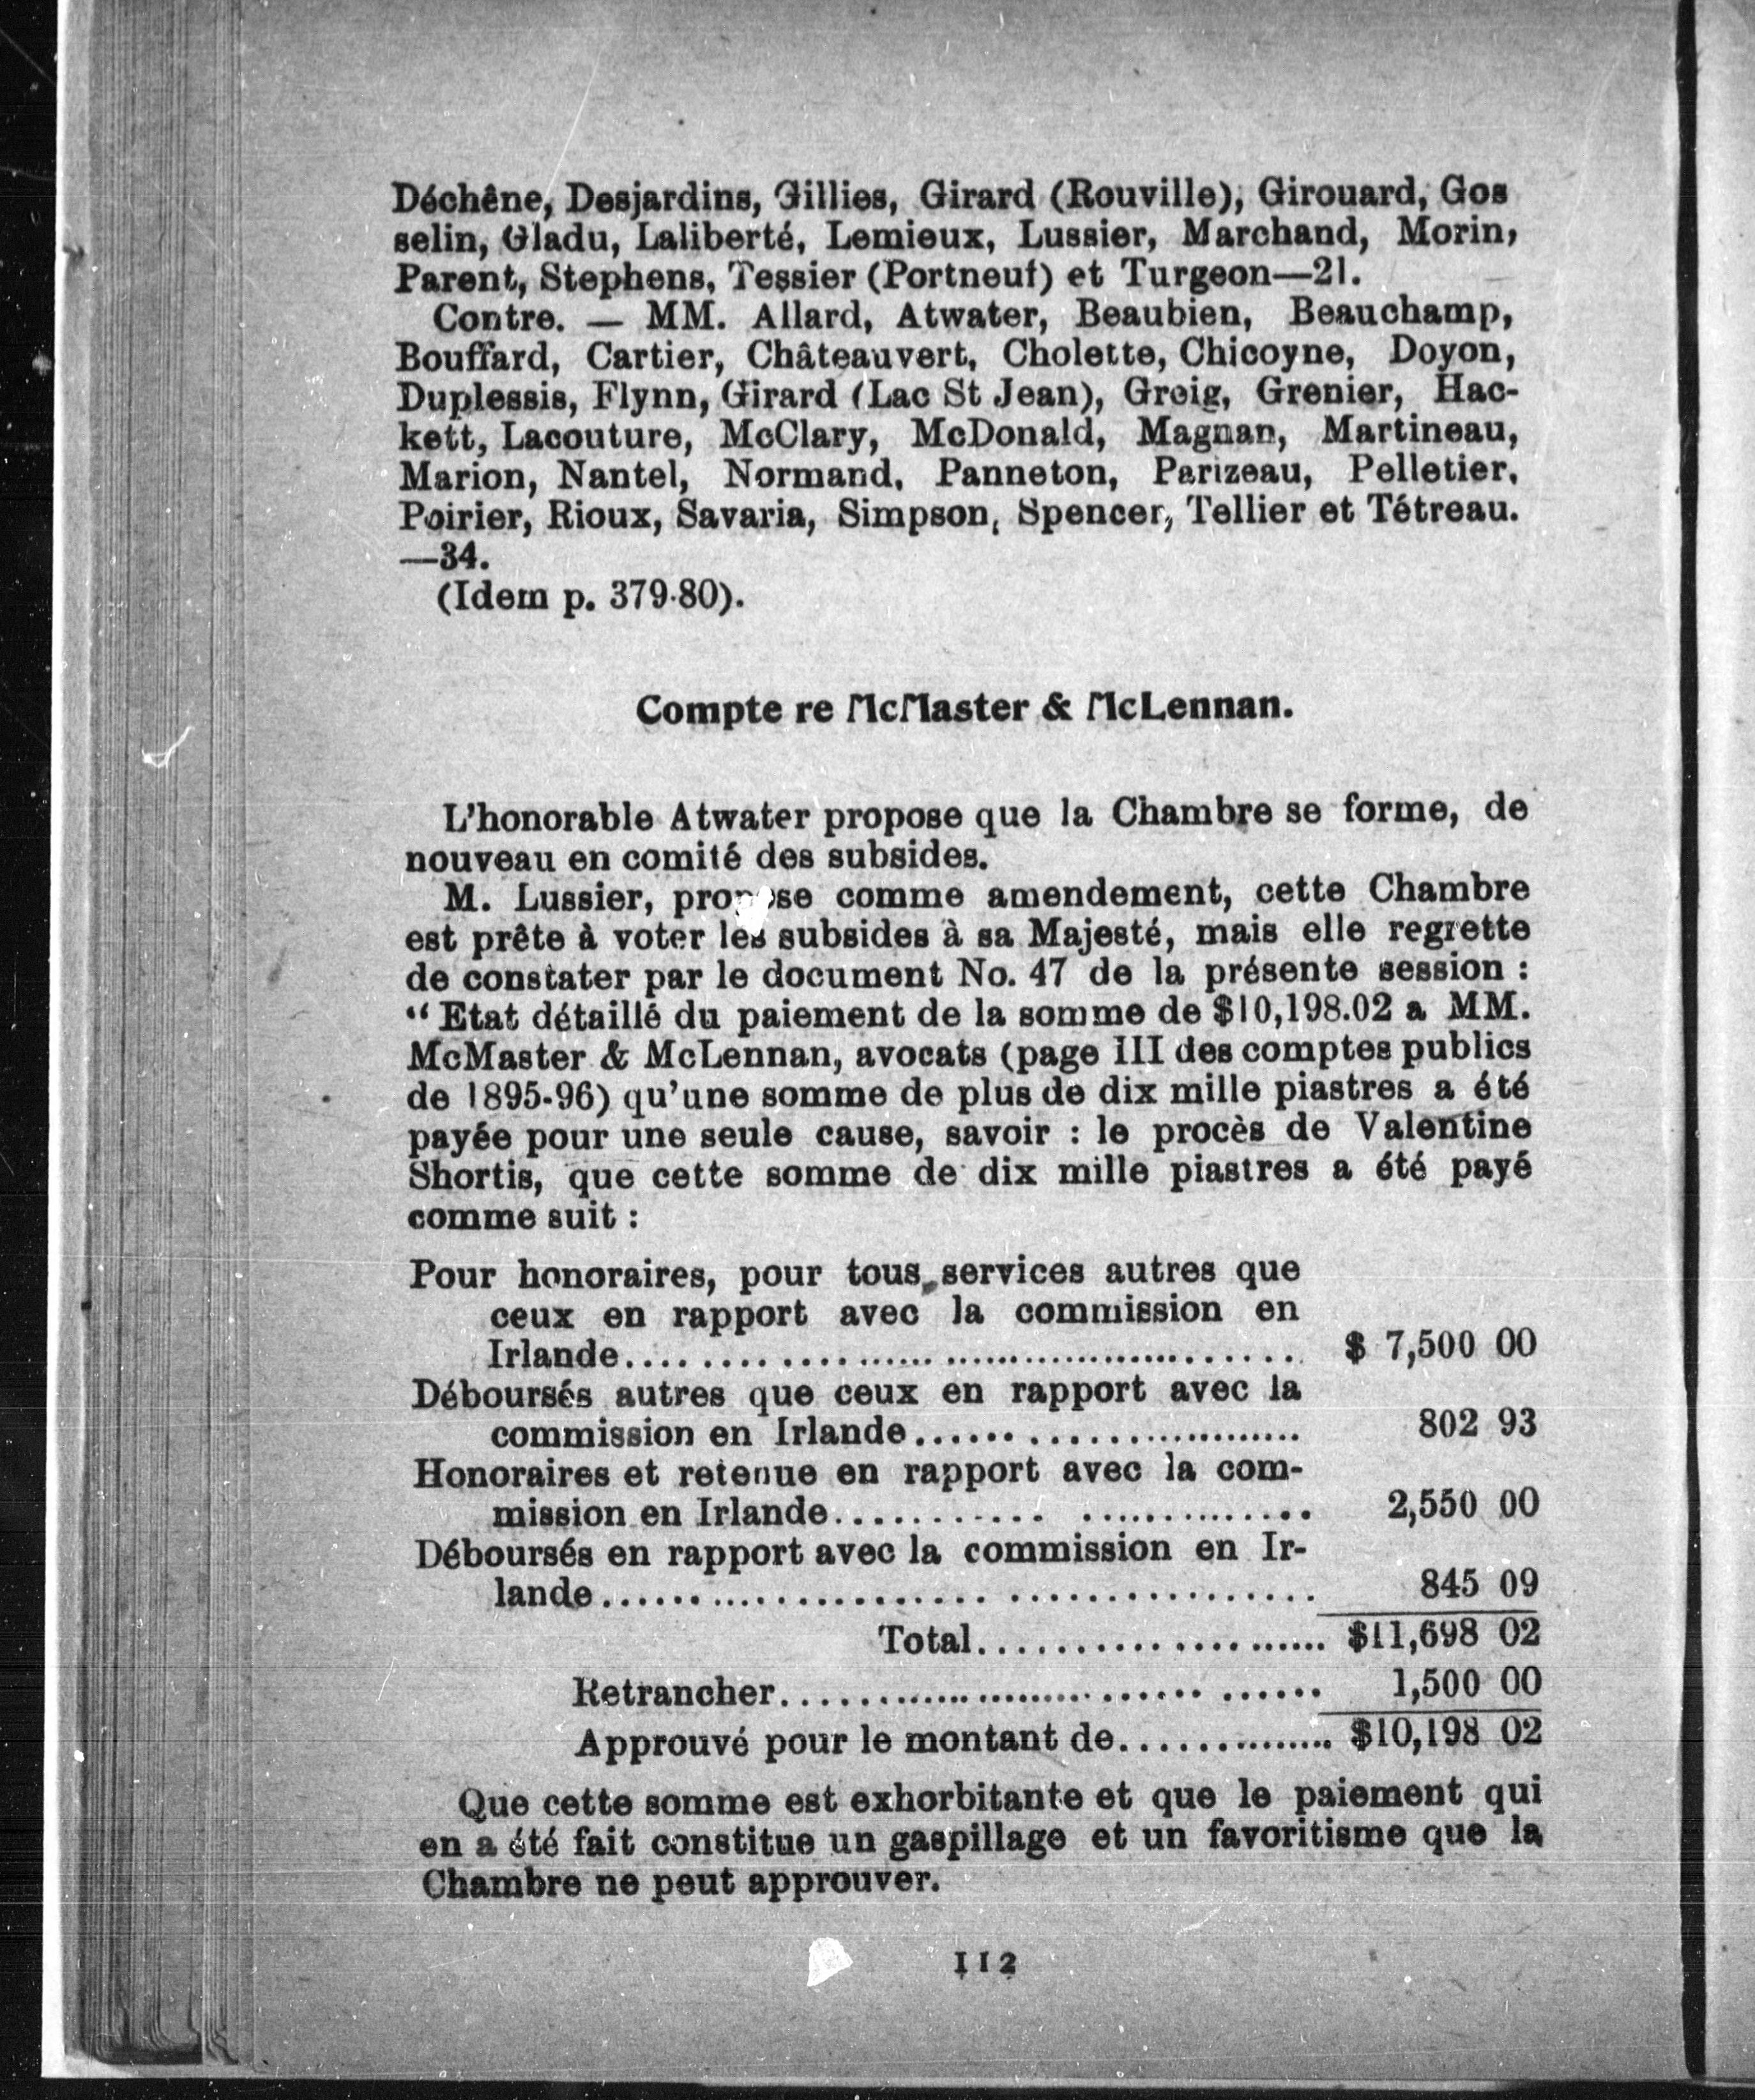 Déchêne, Desjardins, Gillies, Girard (Rouville), Girouard, Gos
selin, Gladu, Laliberté, Lemieux, Lussier, Marchand, Morin,
Parent, Stephens, Tessier (Portneuf) et Turgeon—21.
Contre. — MM. Allard, Atwater, Beaubien, Beauchamp,
Bouffard, Cartier, Châteauvert, Cholette, Chicoyne, Doyon,
Duplessis, Flynn, Girard (Lac St Jean), Greig, Grenier, Hac-
kett, Lacouture, McClary, McDonald, Magnan, Martineau,
Marion, Nantel, Normand, Panneton, Parizeau, Pelletier,
Poirier, Rioux, Savaria, Simpson, Spencer, Tellier et Tétreau.
—34.
(Idem p. 379-80).
Compte re McMaster & McLennan.
L'honorable Atwater propose que la Chambre se forme, de
nouveau en comité des subsides.
M. Lussier, propose comme amendement, cette Chambre
est prête à voter les subsides à sa Majesté, mais elle regrette
de constater par le document No. 47 de la présente session :
“ Etat détaillé du paiement de la somme de $10,198.02 a MM.
McMaster & McLennan, avocats (page III des comptes publics
de 1895-96) qu'une somme de plus de dix mille piastres a été
payée pour une seule cause, savoir : le procès de Valentine
Shortis, que cette somme de dix mille piastres a été payé
comme suit :
Pour honoraires, pour tous services autres que
ceux en rapport avec la commission en
Irlande........................................ $ 7,500 00
Déboursés autres que ceux en rapport avec la
commission en Irlande........................ 802 93
Honoraires et retenue en rapport avec la com-
mission en Irlande........................ 2,550 00
Déboursés en rapport avec la commission en Ir-
lande........................................ 845 09
Total..................... $11,698 02
Retrancher.............................. 1,500 00
Approuvé pour le montant de............... $10,198 02
Que cette somme est exhorbitante et que le paiement qui
en a été fait constitue un gaspillage et un favoritisme que la
Chambre ne peut approuver.
112